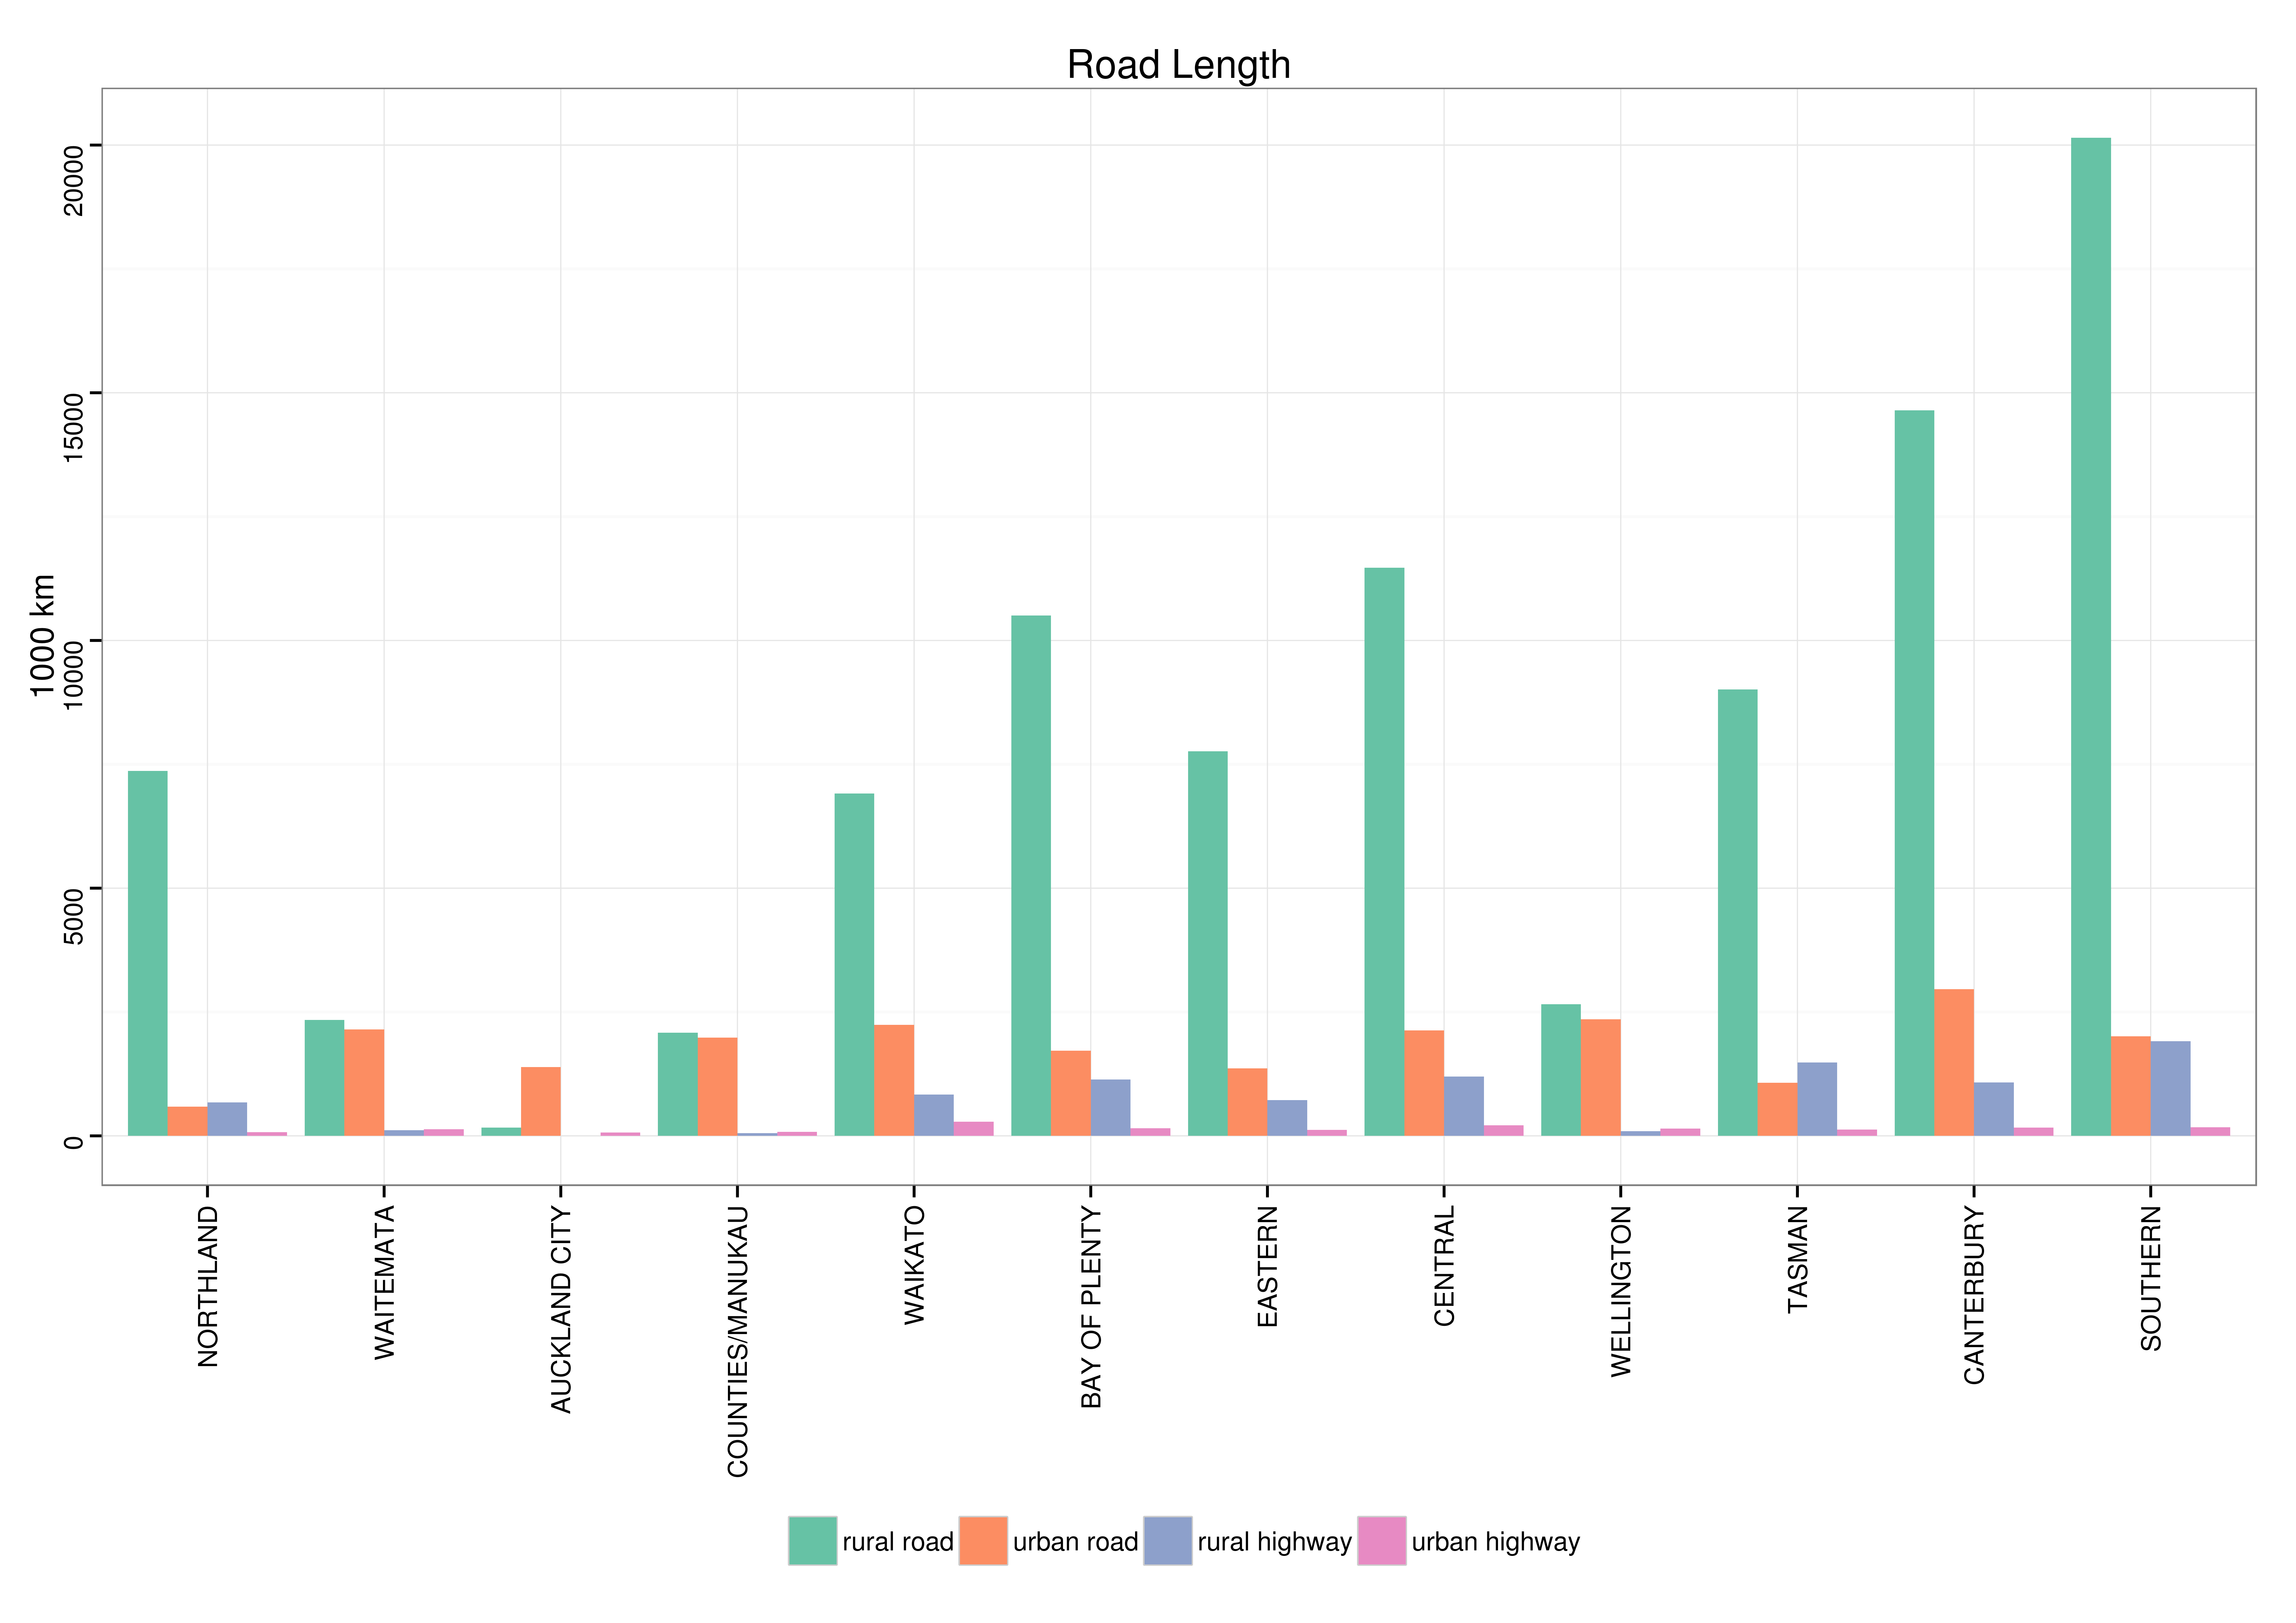 Road Length
1000 km
20000
15000
10000
5000
0
NORTHLAND
WAITEMATA
AUCKLAND CITY
COUNTIES/MANUKAU
WAIKATO
BAY OF PLENTY
EASTERN
CENTRAL
WELLINGTON
TASMAN
CANTERBURY
SOUTHERN
rural road urban road rural highway urban highway